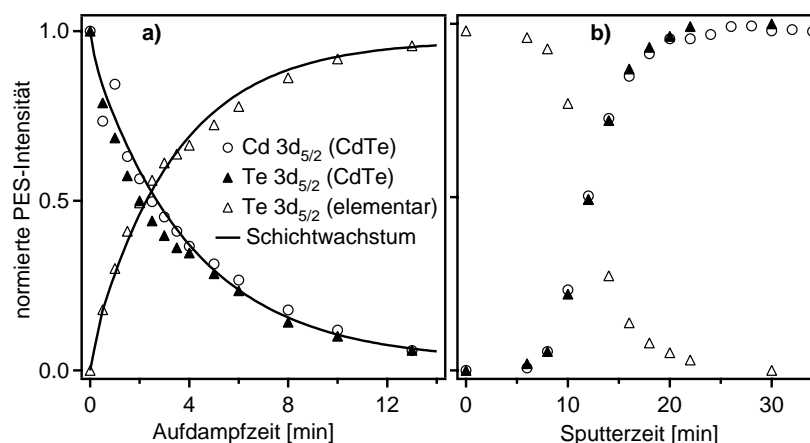 normierte PES-Intensität
1.0
0.5
0.0
a)
Cd 3d5/2 (CdTe)
Te 3d5/2 (CdTe)
Te 3d5/2 (elementar)
Schichtwachstum
0 4 8 12
Aufdampfzeit [min]
b)
0 10 20 30
Sputterzeit [min]